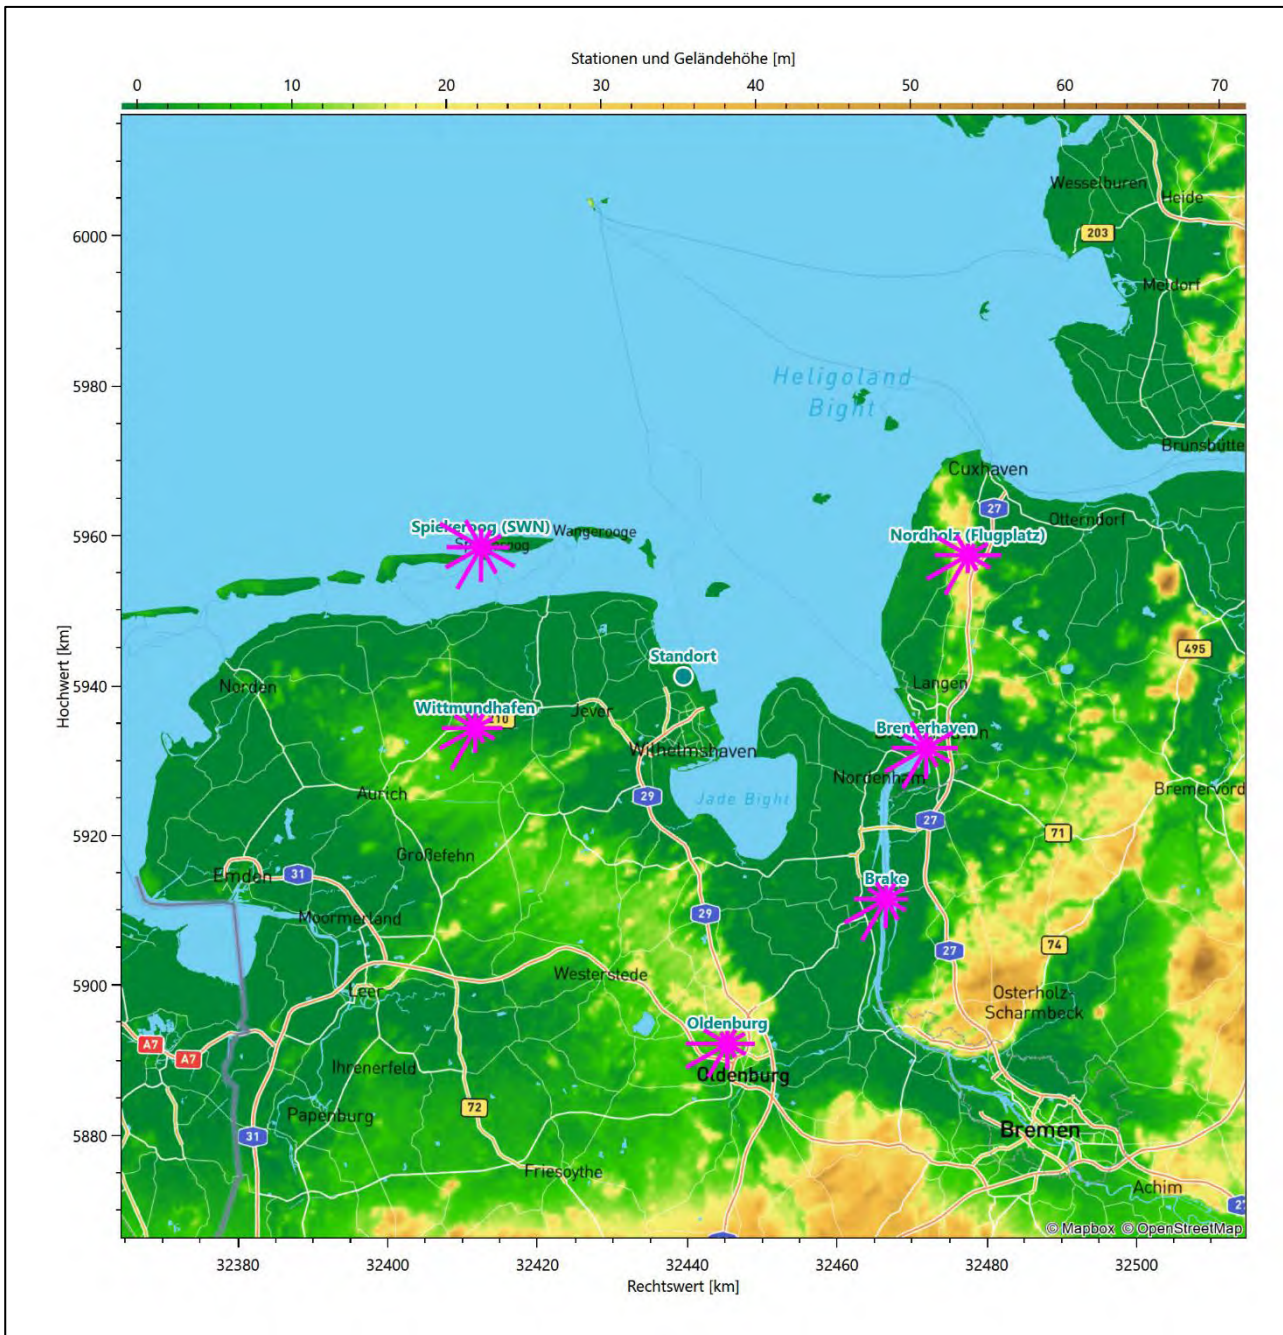 Stationen und Geländehöhe [m]
0 10 20 30 40 50 60 70
Wesselburen
Heide
6000
203
Meldorf
5980
Heligoland
Bight
Brunsbütte
Cuxhaven
27
Otterndorf
Spiekeroog (SWN)
Wangerooge
Nordholz (Flugplatz)
5960
495
Hochwert [km]
Standort
5940
Norden
Langen
Wittmundhafen
Jever
Bremerhaven
Wilhelmshaven
Nordenham
Aurich
29
Jade Bight
Bremervord
27
71
5920
Großefehn
Emden
31
Brake
Moormerland
29
74
27
Westerstede
5900
Leer
Osterholz-
Scharmbeck
Oldenburg
A7
A7
Ihrenerfeld
Oldenburg
72
Papenburg
Bremen
5880
31
Friesoythe
Achim
© Mapbox © OpenStreetMap
32380 32400 32420 32440 32460 32480 32500
Rechtswert [km]